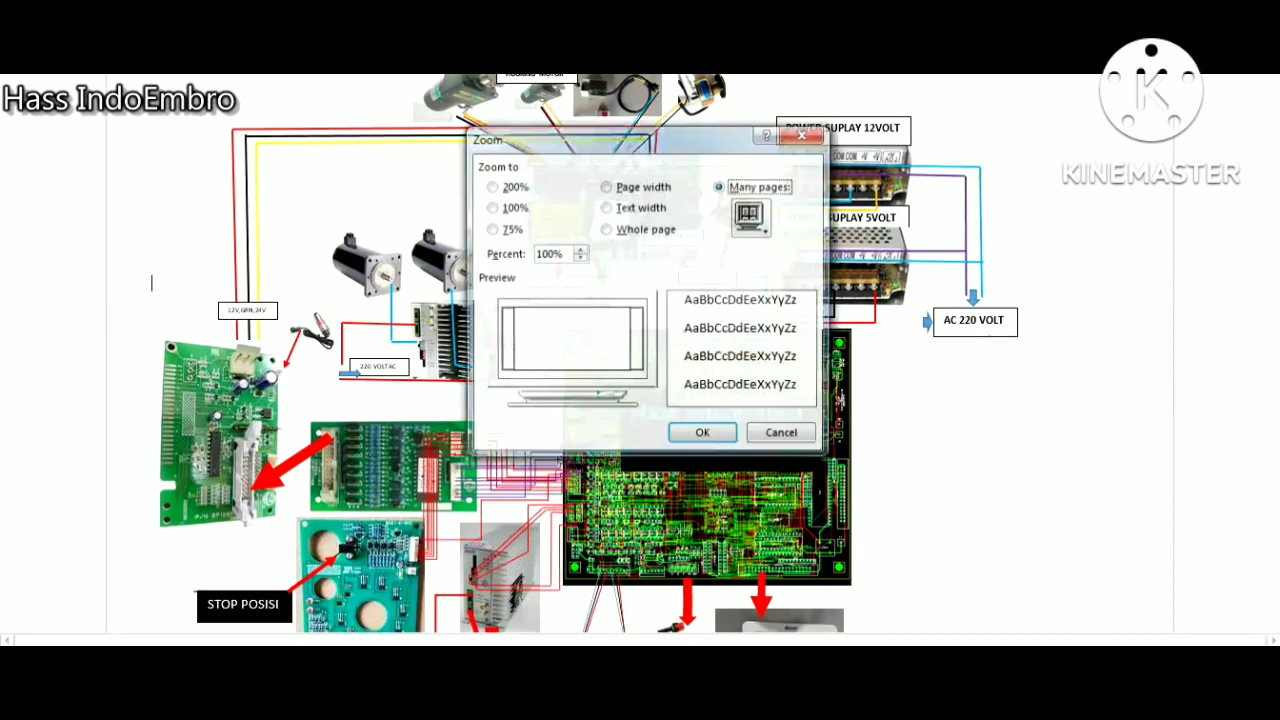 Hass IndoEmbro
KINEMASTER
POWER SUPLAY 12VOLT
SUPLAY 5VOLT
AC 220 VOLT
12V,GRN,24V
220 VOLTAC
STOP POSISI
Zoom
Zoom to
200%
Page width
Many pages:
100%
Text width
75%
Whole page
Percent: 100%
Preview
AaBbCcDdEeXxYyZz
AaBbCcDdEeXxYyZz
AaBbCcDdEeXxYyZz
AaBbCcDdEeXxYyZz
OK
Cancel